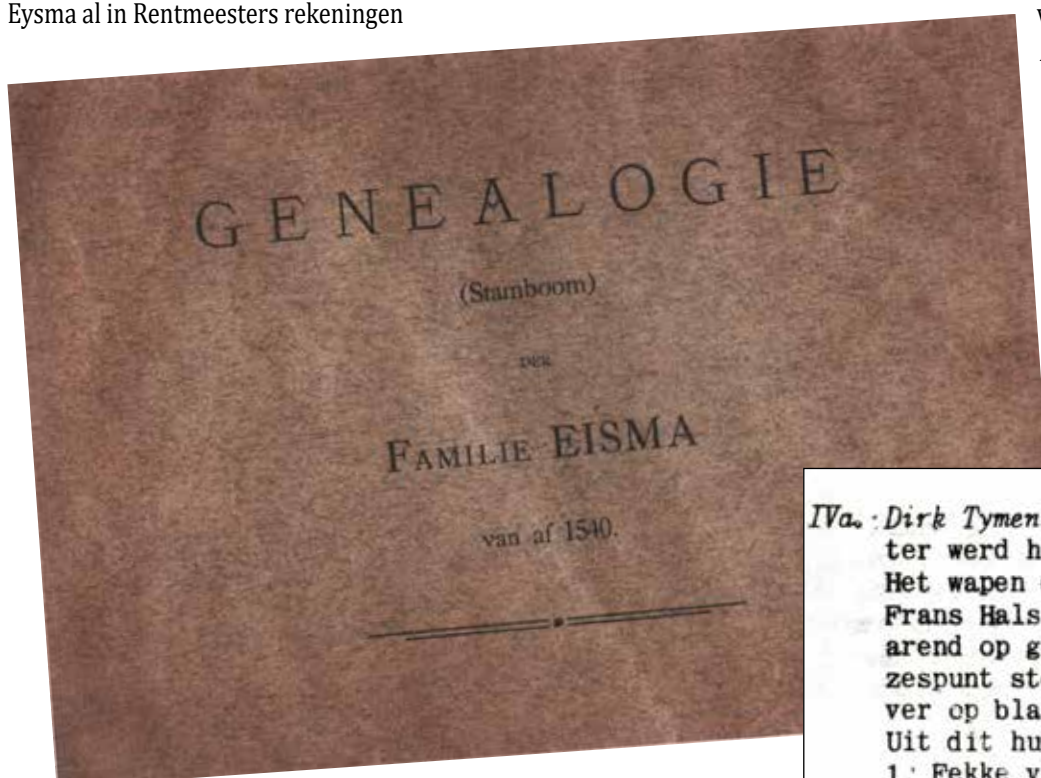 Eysma al in Rentmeesters rekeningen
GENEALOGIE
(Stamboom)
DER
FAMILIE EISMA
van af 1540.
IVa. Dirk Tymen
ter werd h
Het wapen
Frans Hals
arend op g
zespunt st
ver op bla
Uit dit hu
1. Fekke v